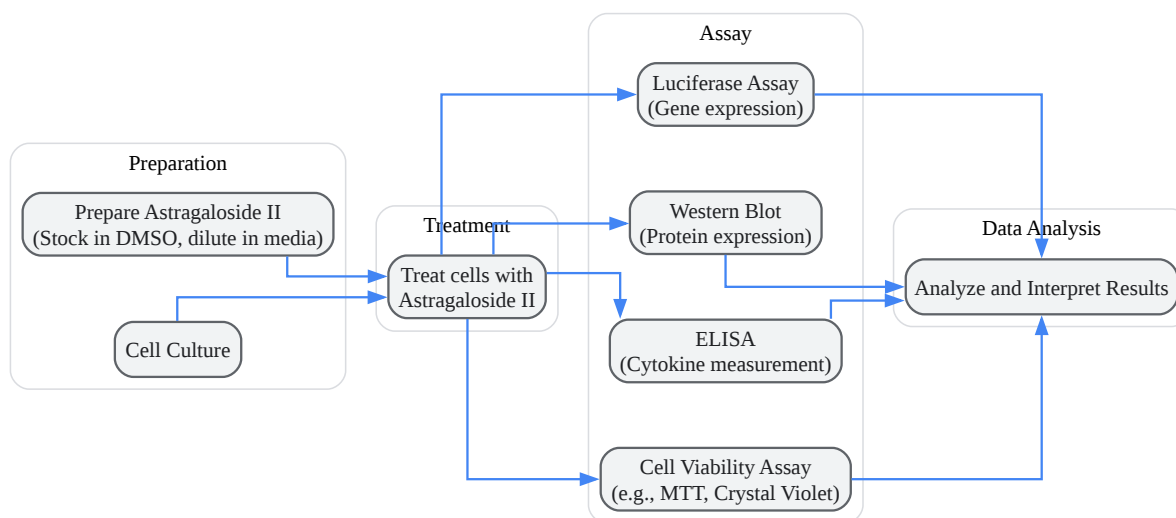 Preparation
Prepare Astragaloside II
(Stock in DMSO, dilute in media)
Cell Culture
Treatment
Treat cells with
Astragaloside II
Assay
Luciferase Assay
(Gene expression)
Western Blot
(Protein expression)
ELISA
(Cytokine measurement)
Cell Viability Assay
(e.g., MTT, Crystal Violet)
Data Analysis
Analyze and Interpret Results